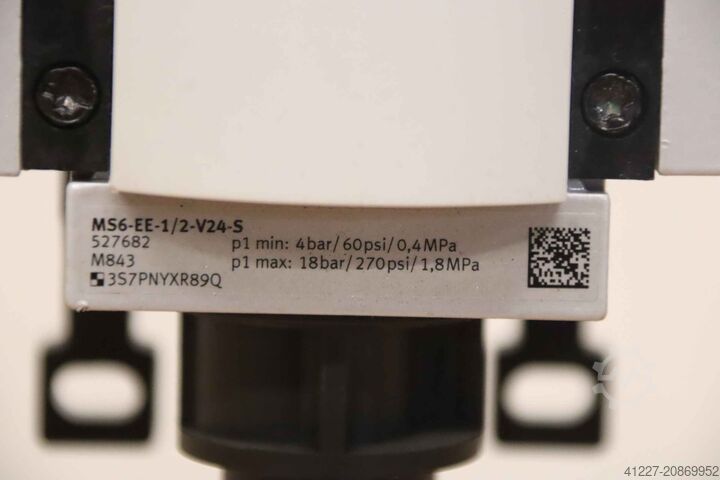 MS6-EE-1/2-V24-S
527682
M843
3S7PNYXR89Q
p1 min: 4bar/60psi/0,4MPa
p1 max: 18bar/270psi/1,8MPa
41227-20869952